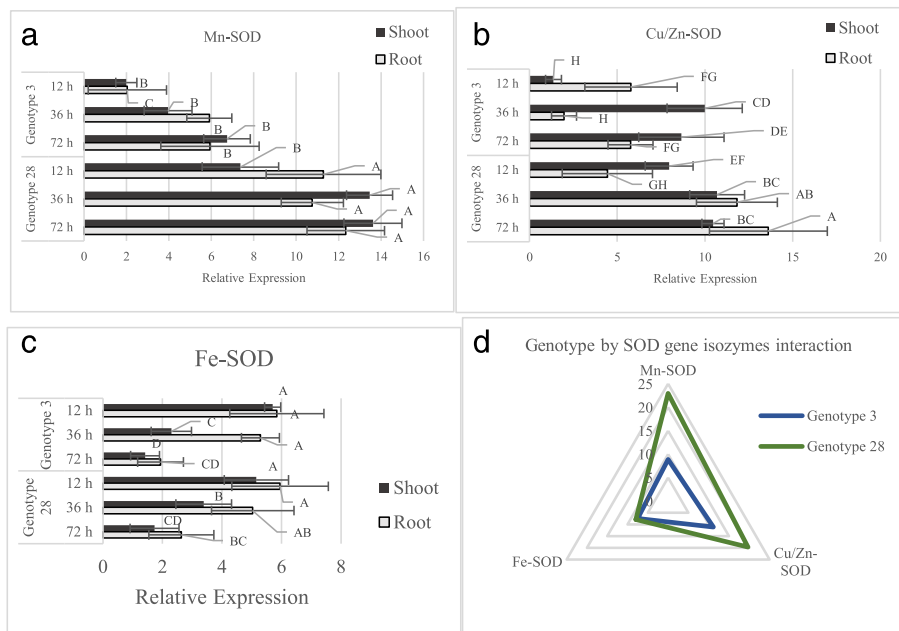 a
Mn-SOD
Shoot
Root
Genotype 3
Genotype 28
12 h
36 h
72 h
12 h
36 h
72 h
B
C
B
B
B
B
B
A
A
A
A
A
0 2 4 6 8 10 12 14 16
Relative Expression
b
Cu/Zn-SOD
Shoot
Root
Genotype 3
Genotype 28
12 h
36 h
72 h
12 h
36 h
72 h
H
FG
CD
H
DE
FG
EF
GH
BC
AB
BC
A
0 5 10 15 20
Relative Expression
c
Fe-SOD
Genotype 3
Genotype 28
12 h
36 h
72 h
12 h
36 h
72 h
A
A
C
A
D
CD
A
A
B
AB
CD
BC
Shoot
Root
0 2 4 6 8
Relative Expression
d
Genotype by SOD gene isozymes interaction
Mn-SOD
25
20
15
10
5
0
Genotype 3
Genotype 28
Fe-SOD
Cu/Zn-
SOD